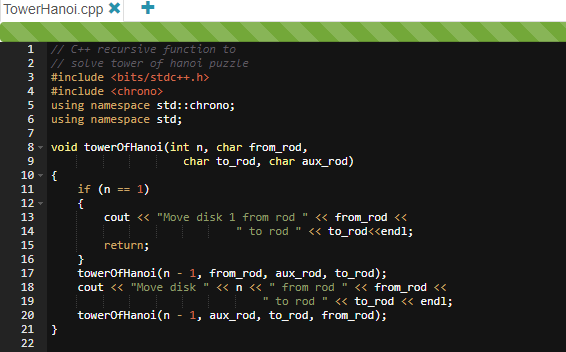 TowerHanoi.cpp
1 // C++ recursive function to
2 // solve tower of hanoi puzzle
3 #include <bits/stdc++.h>
4 #include <chrono>
5 using namespace std::chrono;
6 using namespace std;
7
8 void towerOfHanoi(int n, char from_rod,
9 char to_rod, char aux_rod)
10 {
11 if (n == 1)
12 {
13 cout << "Move disk 1 from rod " << from_rod <<
14 " to rod " << to_rod<<endl;
15 return;
16 }
17 towerOfHanoi(n - 1, from_rod, aux_rod, to_rod);
18 cout << "Move disk " << n << " from rod " << from_rod <<
19 " to rod " << to_rod << endl;
20 towerOfHanoi(n - 1, aux_rod, to_rod, from_rod);
21 }
22